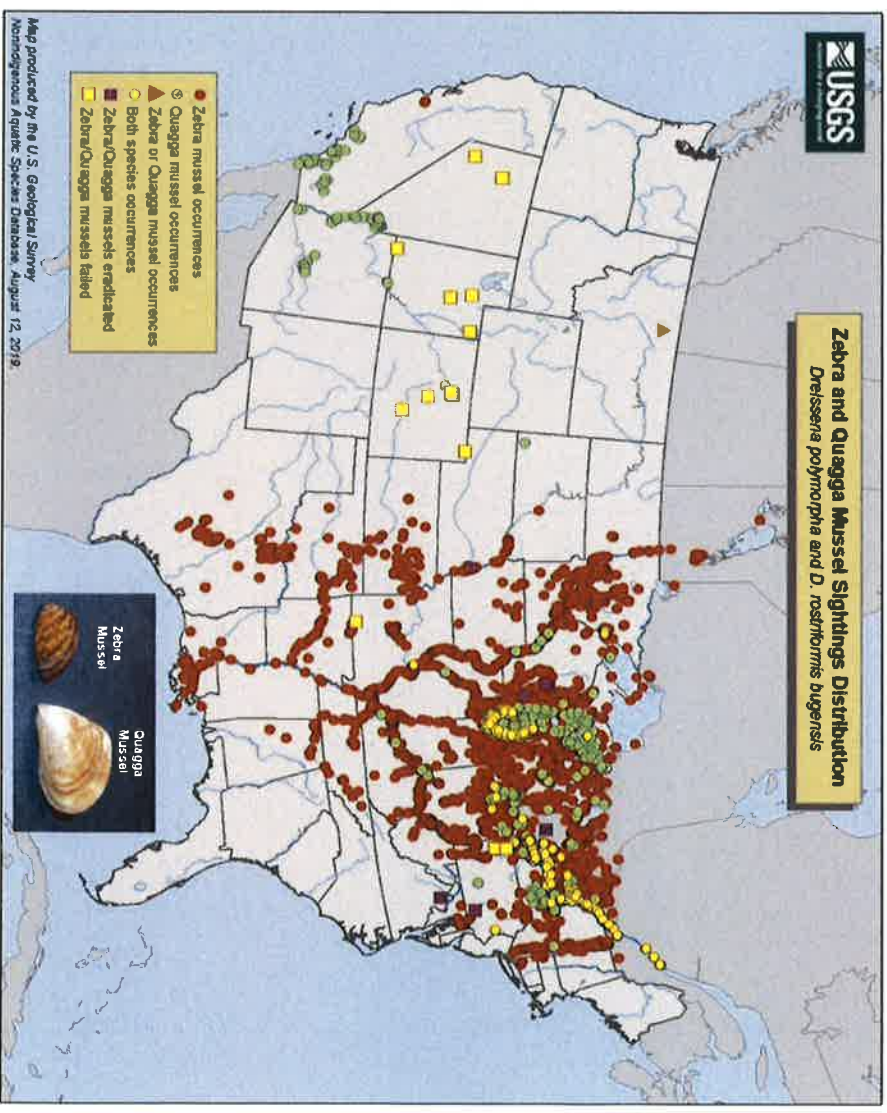 USGS
Zebra and Quagga Mussel Sightings Distribution
Dreissena polymorpha and D. rostriformis bugensis
Zebra mussel occurrences
Quagga mussel occurrences
Zebra or Quagga mussel occurrences
Both species occurrences
Zebra/Quagga mussels eradicated
Zebra/Quagga mussels failed
Zebra
Mussel
Quagga
Mussel
Map produced by the U.S. Geological Survey
Nonindigenous Aquatic Species Database, August 12, 2019.